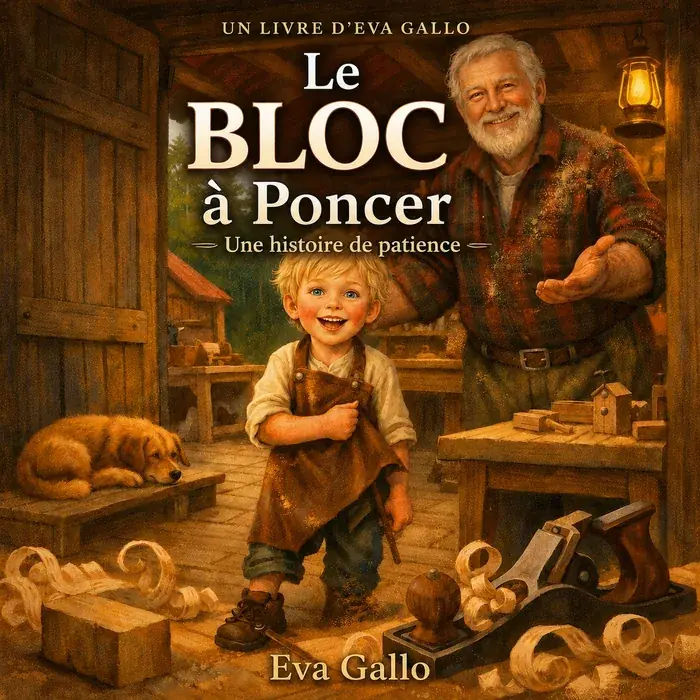 UN LIVRE D'EVA GALLO
Le
BLOC
à Poncer
Une histoire de patience
Eva Gallo